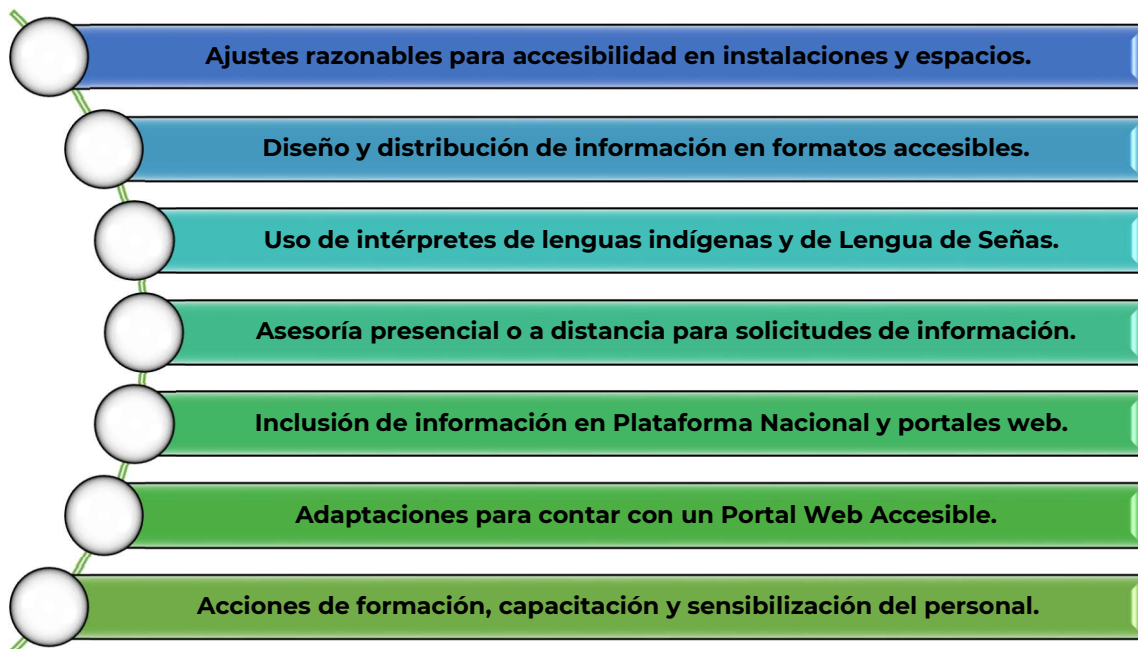 Ajustes razonables para accesibilidad en instalaciones y espacios.
Diseño y distribución de información en formatos accesibles.
Uso de intérpretes de lenguas indígenas y de Lengua de Señas.
Asesoría presencial o a distancia para solicitudes de información.
Inclusión de información en Plataforma Nacional y portales web.
Adaptaciones para contar con un Portal Web Accesible.
Acciones de formación, capacitación y sensibilización del personal.